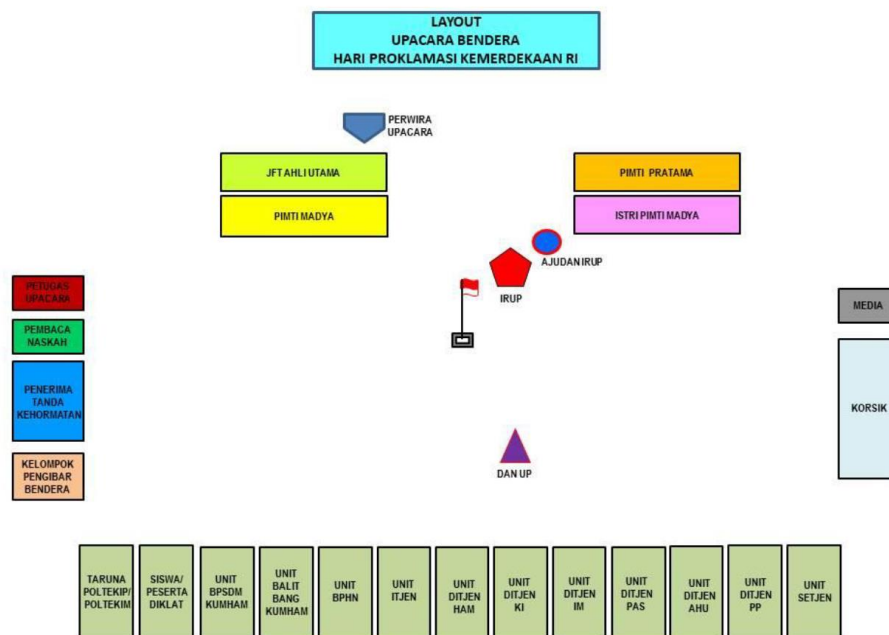 LAYOUT
UPACARA BENDERA
HARI PROKLAMASI KEMERDEKAAN RI
PERWIRA
UPACARA
JFT AHLI UTAMA
PIMTI PRATAMA
PIMTI MADYA
ISTRI PIMTI MADYA
AJUDAN IRUP
IRUP
PETUGAS
UPACARA
PEMBACA
NASKAH
PENERIMA
TANDA
KEHORMATAN
KELOMPOK
PENGIBAR
BENDERA
MEDIA
KORSIK
DAN UP
TARUNA
POLTEKIP/
POLTEKIM
SISWA/
PESERTA
DIKLAT
UNIT
BPSDM
KUMHAM
UNIT
BALIT
BANG
KUMHAM
UNIT
BPHN
UNIT
ITJEN
UNIT
DITJEN
HAM
UNIT
DITJEN
KI
UNIT
DITJEN
IM
UNIT
DITJEN
PAS
UNIT
DITJEN
AHU
UNIT
DITJEN
PP
UNIT
SETJEN